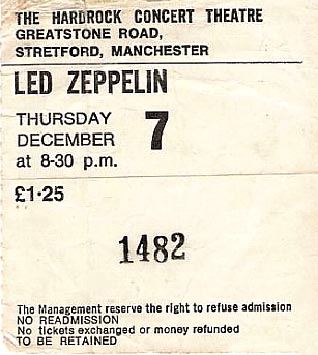 THE HARDROCK CONCERT THEATRE
GREATSTONE ROAD,
STRETFORD, MANCHESTER
LED ZEPPELIN
THURSDAY
DECEMBER 7
at 8-30 p.m.
£1·25
1482
The Management reserve the right to refuse admission
NO READMISSION
No tickets exchanged or money refunded
TO BE RETAINED